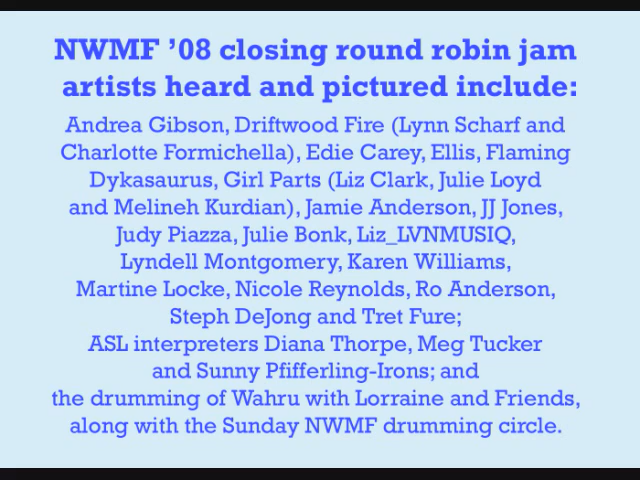 NWMF ’08 closing round robin jam
artists heard and pictured include:
Andrea Gibson, Driftwood Fire (Lynn Scharf and
Charlotte Formichella), Edie Carey, Ellis, Flaming
Dykasaurus, Girl Parts (Liz Clark, Julie Loyd
and Melineh Kurdian), Jamie Anderson, JJ Jones,
Judy Piazza, Julie Bonk, Liz_LVNMUSIQ,
Lyndell Montgomery, Karen Williams,
Martine Locke, Nicole Reynolds, Ro Anderson,
Steph DeJong and Tret Fure;
ASL interpreters Diana Thorpe, Meg Tucker
and Sunny Pfifferling-Irons; and
the drumming of Wahru with Lorraine and Friends,
along with the Sunday NWMF drumming circle.